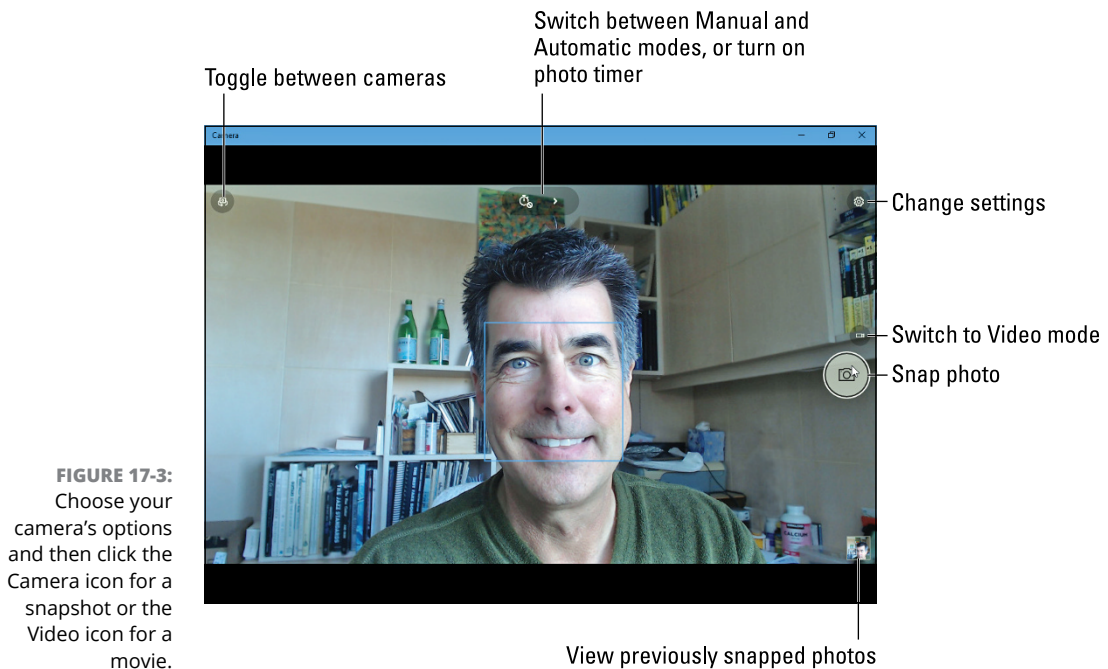 Switch between Manual and
Automatic modes, or turn on
photo timer
Toggle between cameras
Camera
Change settings
Switch to Video mode
Snap photo
CALCIUM
FIGURE 17-3:
Choose your
camera’s options
and then click the
Camera icon for a
snapshot or the
Video icon for a
movie.
View previously snapped photos